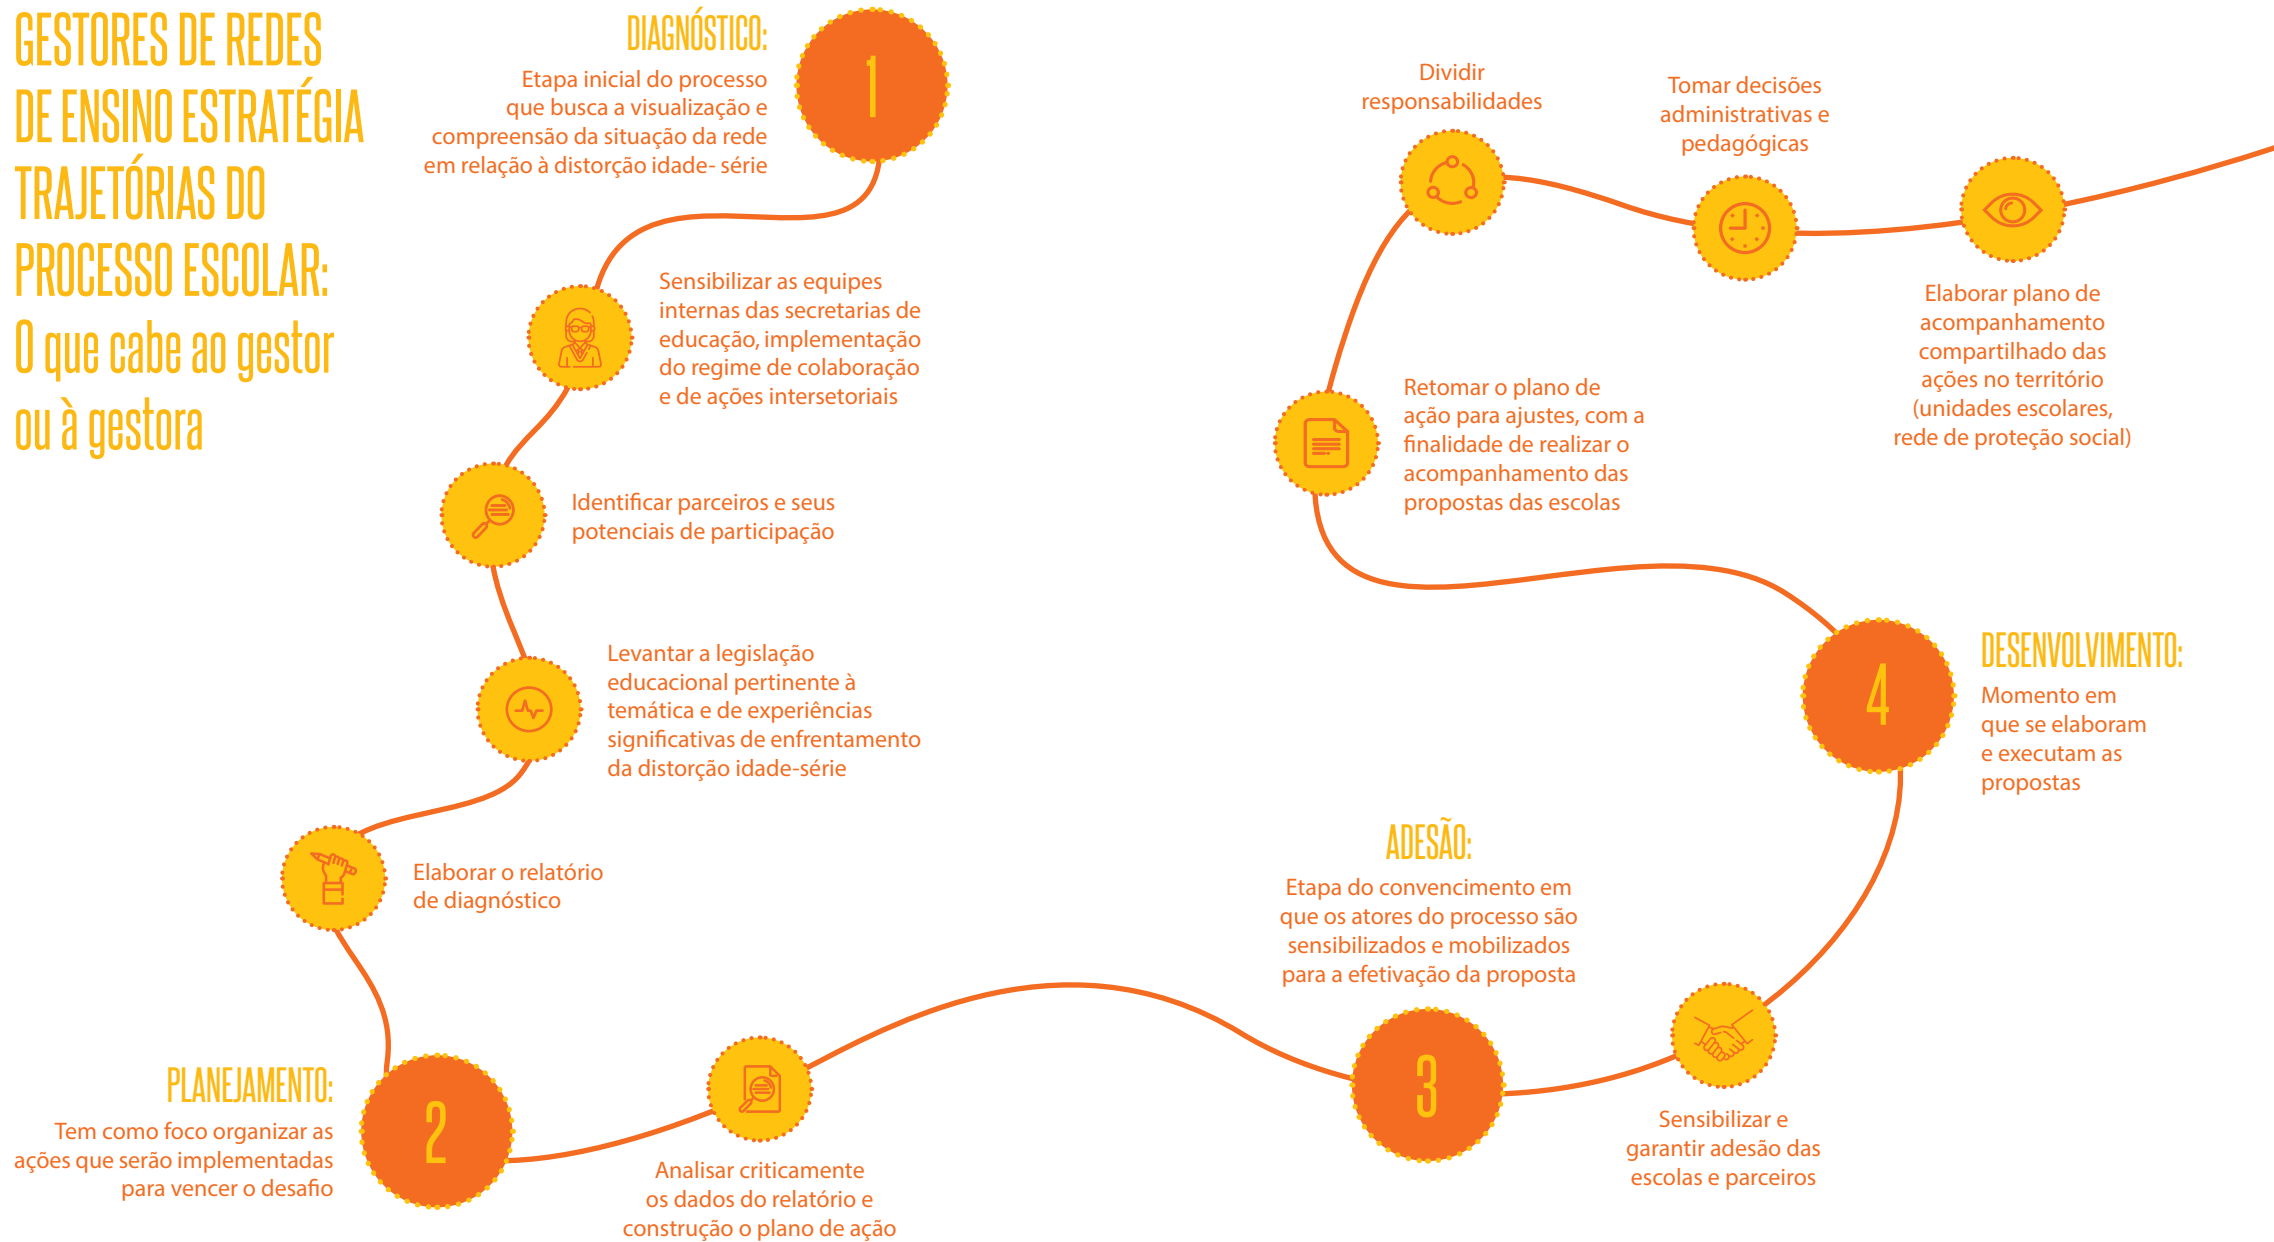 GESTORES DE REDES
DE ENSINO ESTRATÉGIA
TRAJETÓRIAS DO
PROCESSO ESCOLAR:
O que cabe ao gestor
ou à gestora
DIAGNÓSTICO:
Etapa inicial do processo
que busca a visualização e
compreensão da situação da rede
em relação à distorção idade- série
1
Sensibilizar as equipes
internas das secretarias de
educação, implementação
do regime de colaboração
e de ações intersetoriais
Identificar parceiros e seus
potenciais de participação
Levantar a legislação
educacional pertinente à
temática e de experiências
significativas de enfrentamento
da distorção idade-série
Elaborar o relatório
de diagnóstico
PLANEJAMENTO:
Tem como foco organizar as
ações que serão implementadas
para vencer o desafio
2
Analisar criticamente
os dados do relatório e
construção o plano de ação
ADESÃO:
Etapa do convencimento em
que os atores do processo são
sensibilizados e mobilizados
para a efetivação da proposta
3
Sensibilizar e
garantir adesão das
escolas e parceiros
4
DESENVOLVIMENTO:
Momento em
que se elaboram
e executam as
propostas
Retomar o plano de
ação para ajustes, com a
finalidade de realizar o
acompanhamento das
propostas das escolas
Dividir
responsabilidades
Tomar decisões
administrativas e
pedagógicas
Elaborar plano de
acompanhamento
compartilhado das
ações no território
(unidades escolares,
rede de proteção social)